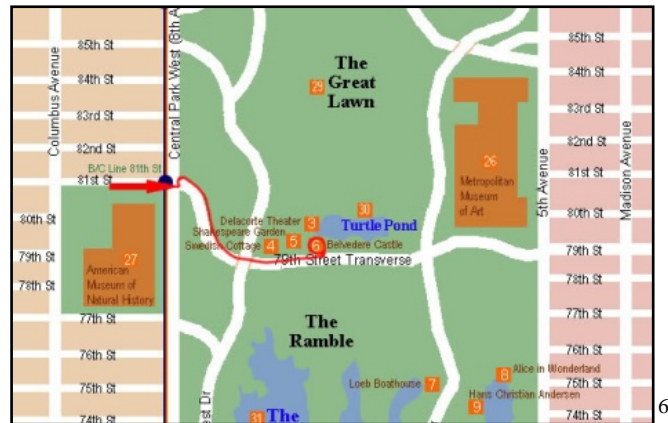 85th St
84th St
83rd St
82nd St
81st St
80th St
79th St
78th St
77th St
76th St
75th St
74th St
Columbus Avenue
Central Park West (8th A
B/C Line 81th St
27
American
Museum of
Natural History
The
Great
Lawn
29
30
Turtle Pond
Delacorte Theater
3
Shakespeare Garden
5
Swedish Cottage
4
6
Belvedere Castle
79th Street Transverse
The
Ramble
Loeb Boathouse
7
8
Alice in Wonderland
9
Hans Christian Andersen
31
The
est Dr
26
Metropolitan
Museum
of Art
5th Avenue
Madison Avenue
85th St
84th St
83rd St
82nd St
81st St
80th St
79th St
78th St
77th St
76th St
75th St
74th St
6